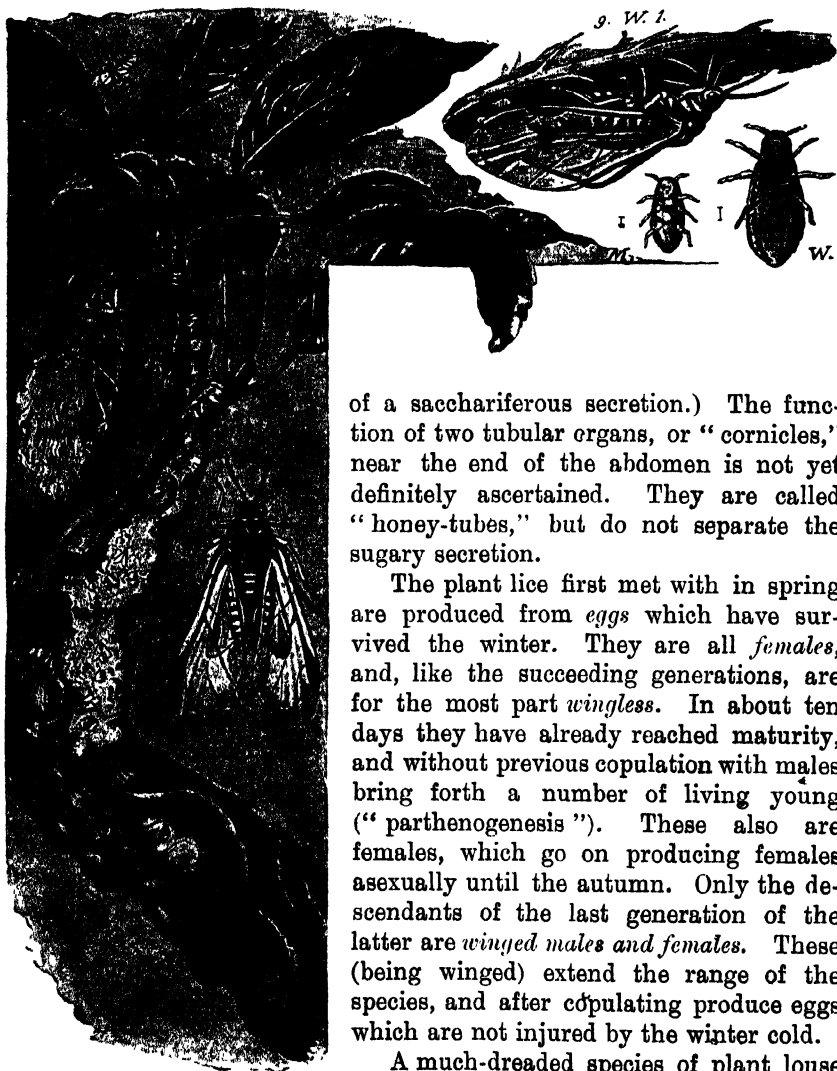 g. W. 1.
I
I
M.
W.
of a sacchariferous secretion.) The func-
tion of two tubular organs, or “ cornicles,”
near the end of the abdomen is not yet
definitely ascertained. They are called
“ honey-tubes,” but do not separate the
sugary secretion.
The plant lice first met with in spring
are produced from eggs which have sur-
vived the winter. They are all females,
and, like the succeeding generations, are
for the most part wingless. In about ten
days they have already reached maturity,
and without previous copulation with males
bring forth a number of living young
(“ parthenogenesis ”). These also are
females, which go on producing females
asexually until the autumn. Only the de-
scendants of the last generation of the
latter are winged males and females. These
(being winged) extend the range of the
species, and after copulating produce eggs
which are not injured by the winter cold.
A much-dreaded species of plant louse